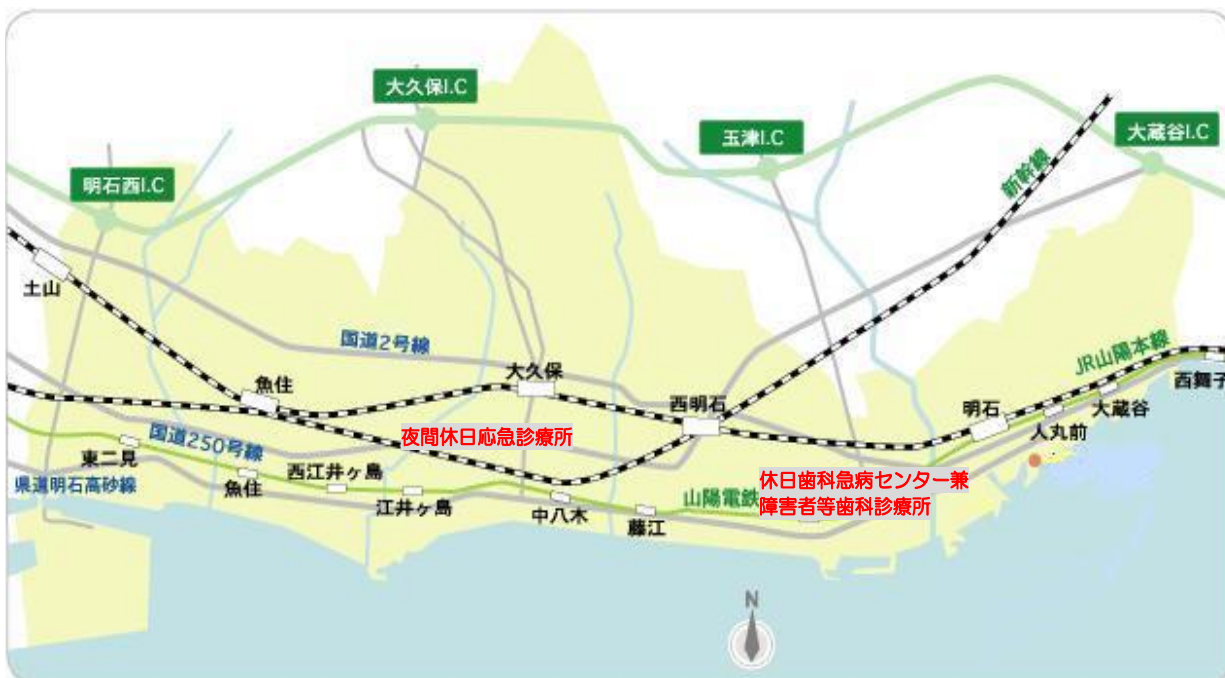 大久保I.C
玉津I.C
大蔵谷I.C
明石西I.C
新幹線
土山
国道2号線
JR山陽本線
大久保
魚住
西明石
明石
西舞子
大蔵谷
人丸前
国道250号線
夜間休日応急診療所
東二見
西江井ヶ島
県道明石高砂線
魚住
江井ヶ島
中八木
藤江
山陽電鉄
休日歯科急病センター兼
障害者等歯科診療所
N